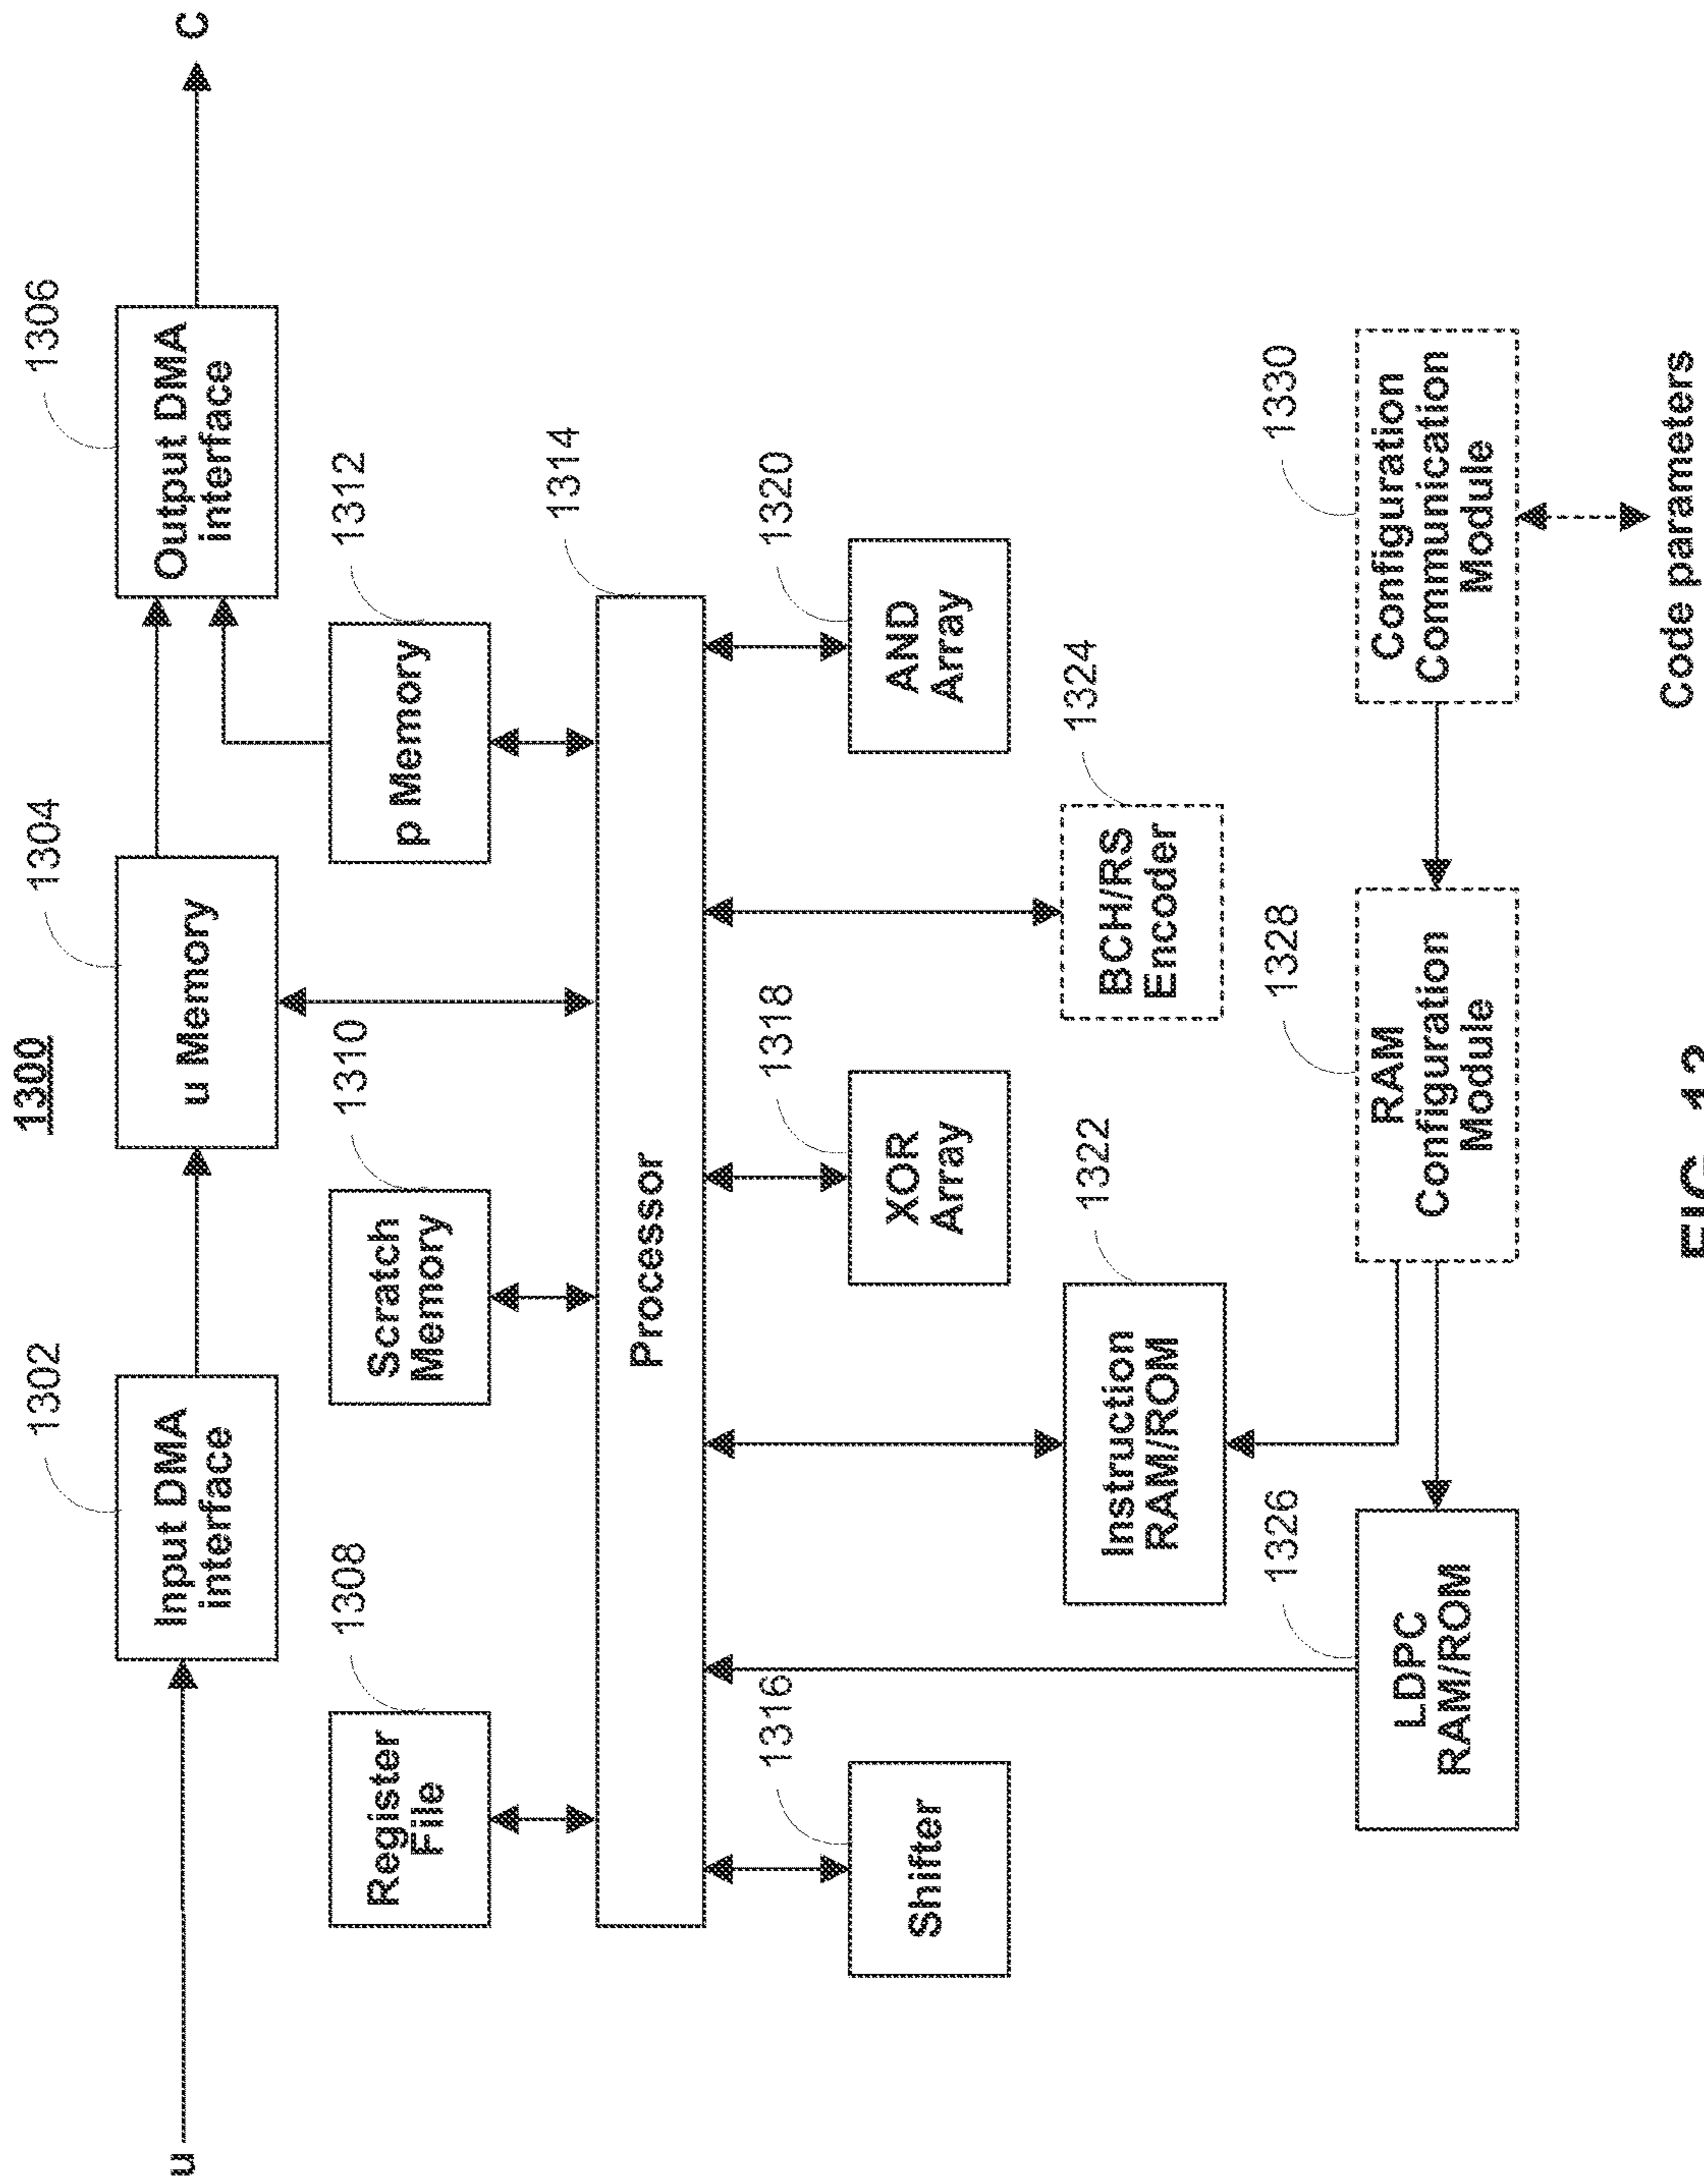 1300
1302
1304
1306
u
Input DMA
interface
u Memory
Output DMA
interface
C
1308
1310
1312
Register
File
Scratch
Memory
p Memory
1314
Processor
1316
1318
1320
Shifter
XOR
Array
AND
Array
1322
1324
Instruction
RAM/ROM
BCH/RS
Encoder
1326
1328
1330
LDPC
RAM/ROM
RAM
Configuration
Module
Configuration
Communication
Module
Code parameters